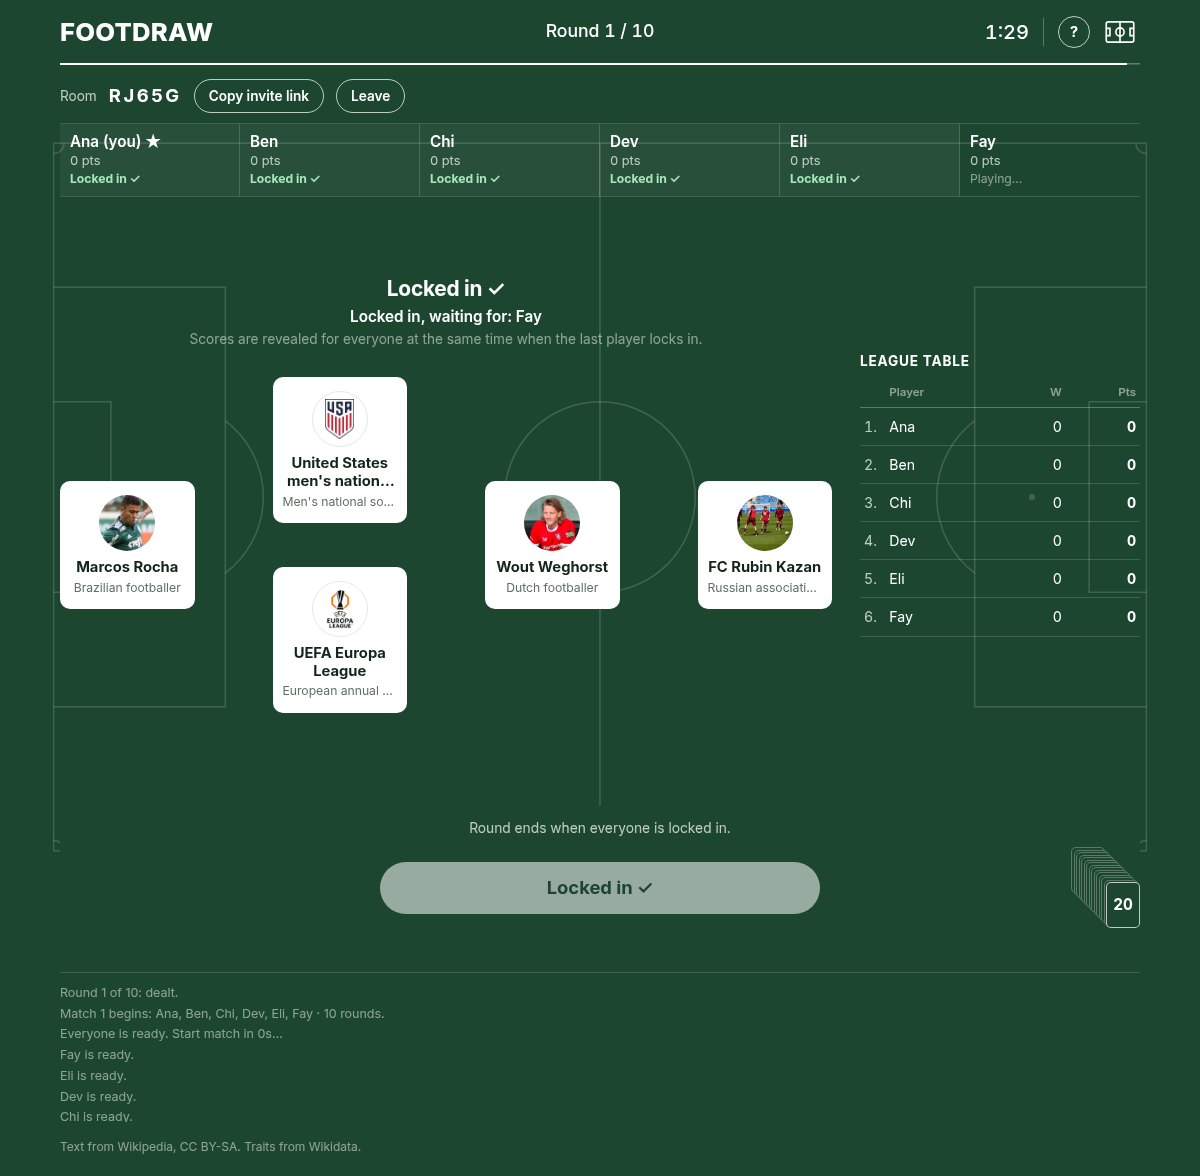 FOOTDRAW
Round 1 / 10
1:29
?
Room RJ65G
Copy invite link
Leave
Ana (you) ★
0 pts
Locked in ✓
Ben
0 pts
Locked in ✓
Chi
0 pts
Locked in ✓
Dev
0 pts
Locked in ✓
Eli
0 pts
Locked in ✓
Fay
0 pts
Playing...
Locked in ✓
Locked in, waiting for: Fay
Scores are revealed for everyone at the same time when the last player locks in.
Marcos Rocha
Brazilian footballer
USA
United States
men's nation...
Men's national so...
UEFA
EUROPA
LEAGUE
UEFA Europa
League
European annual ...
Wout Weghorst
Dutch footballer
FC Rubin Kazan
Russian associati...
LEAGUE TABLE
Player W Pts
1. Ana 0 0
2. Ben 0 0
3. Chi 0 0
4. Dev 0 0
5. Eli 0 0
6. Fay 0 0
Round ends when everyone is locked in.
Locked in ✓
20
Round 1 of 10: dealt.
Match 1 begins: Ana, Ben, Chi, Dev, Eli, Fay · 10 rounds.
Everyone is ready. Start match in 0s...
Fay is ready.
Eli is ready.
Dev is ready.
Chi is ready.
Text from Wikipedia, CC BY-SA. Traits from Wikidata.